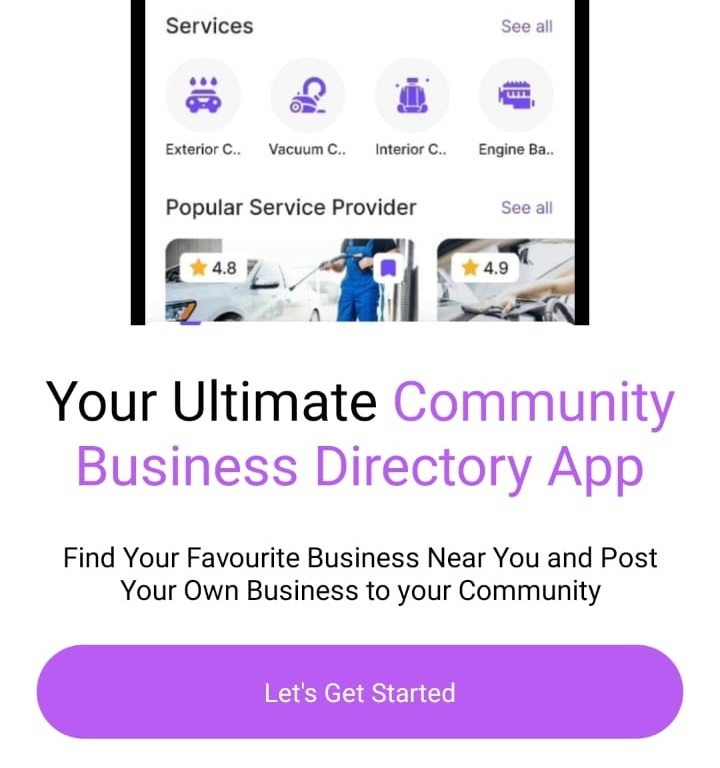 Services See all
Exterior C.. Vacuum C.. Interior C.. Engine Ba..
Popular Service Provider See all
4.8 4.9
Your Ultimate Community
Business Directory App
Find Your Favourite Business Near You and Post
Your Own Business to your Community
Let's Get Started